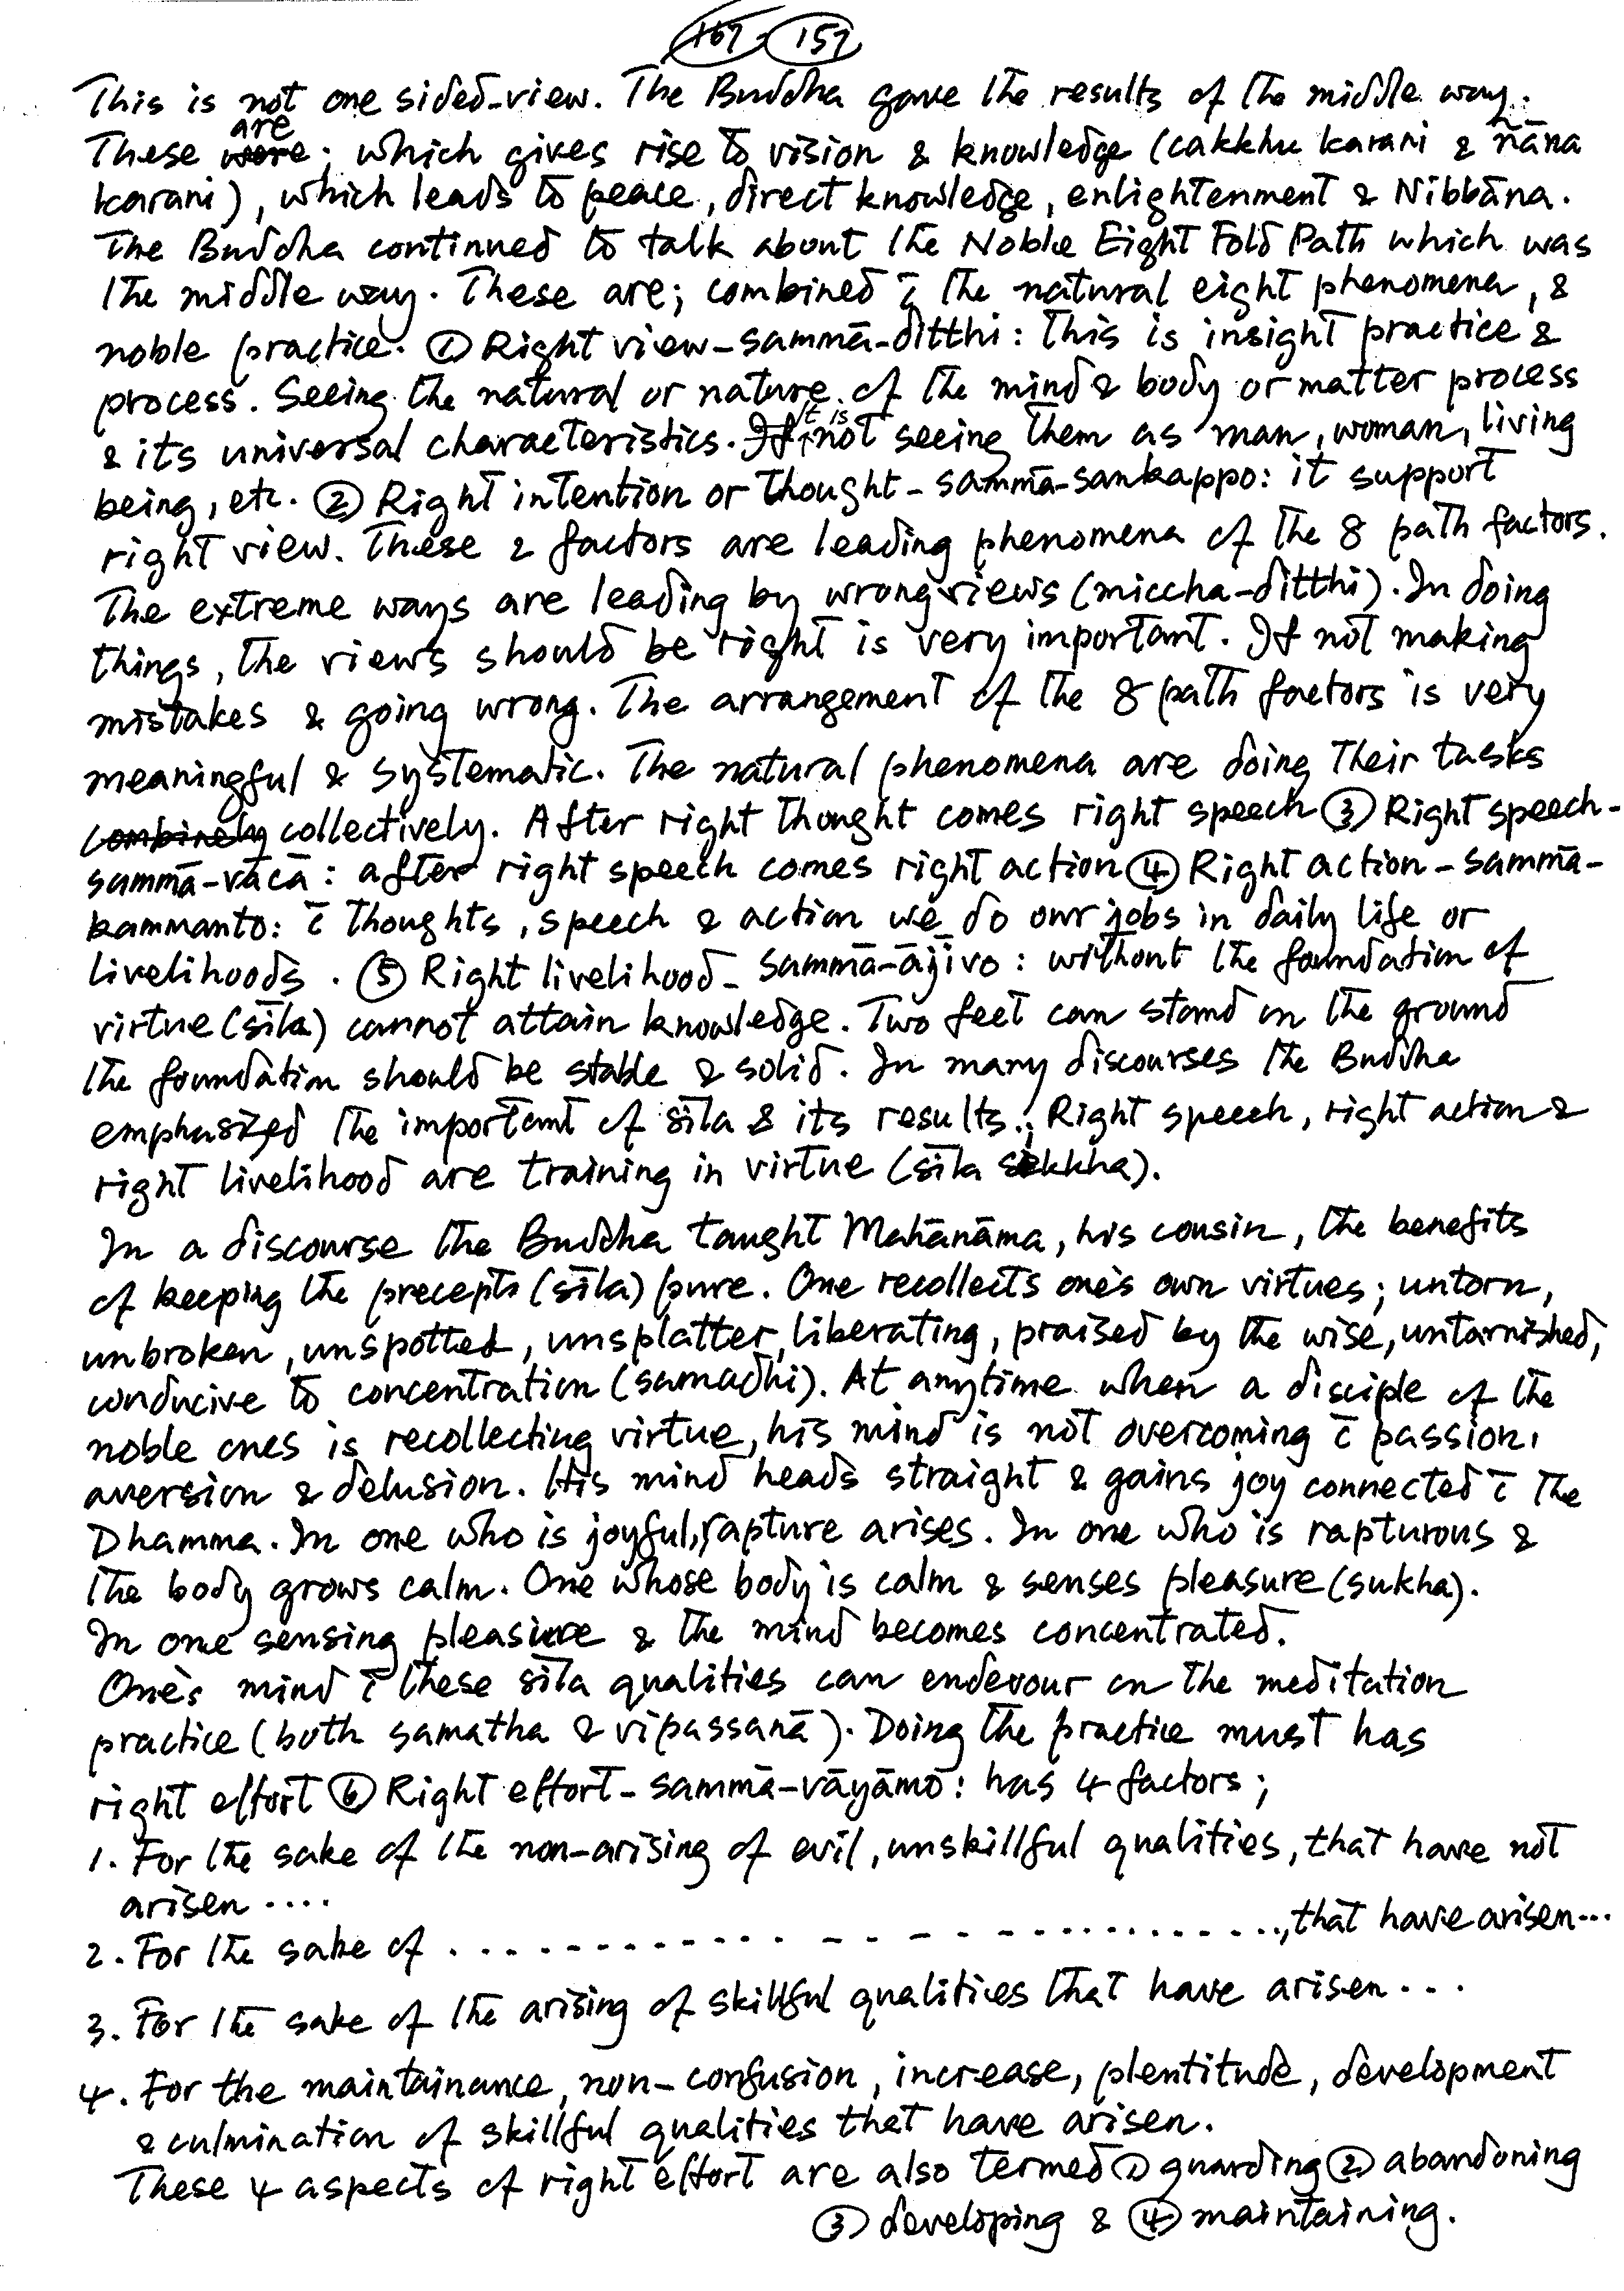 169 157
This is not one sided-view. The Buddha gave the results of the middle way.
These were are; which gives rise to vision & knowledge (cakkhu karani & ñāna
karani), which leads to peace, direct knowledge, enlightenment & Nibbāna.
The Buddha continued to talk about the Noble Eight Fold Path which was
the middle way. These are; combined c̄ the natural eight phenomena, &
noble practice. ① Right view-sammā-ditthi: This is insight practice &
process. Seeing the natural or nature of the mind & body or matter process
& its universal characteristics. If it is not seeing them as man, woman, living
being, etc. ② Right intention or thought-sammā-sankappo: it support
right view. These 2 factors are leading phenomena of the 8 path factors.
The extreme ways are leading by wrong views (miccha-ditthi). In doing
things, the views should be right is very important. If not making
mistakes & going wrong. The arrangement of the 8 path factors is very
meaningful & systematic. The natural phenomena are doing their tasks
combinely collectively. After right thought comes right speech ③ Right speech-
sammā-vācā: after right speech comes right action ④ Right action-sammā-
kammanto: c̄ thoughts, speech & action we do our jobs in daily life or
livelihoods. ⑤ Right livelihood-sammā-ājīvo: without the foundation of
virtue (sīla) cannot attain knowledge. Two feet can stand on the ground
the foundation should be stable & solid. In many discourses the Buddha
emphasized the important of sīla & its results.; Right speech, right action &
right livelihood are training in virtue (sīla sikkha).
In a discourse the Buddha taught Mahānāma, his cousin, the benefits
of keeping the precepts (sīla) pure. One recollects one's own virtues; untorn,
unbroken, unspotted, unsplatter, liberating, praised by the wise, untarnished,
conducive to concentration (samadhi). At anytime when a disciple of the
noble ones is recollecting virtue, his mind is not overcoming c̄ passion,
aversion & delusion. His mind heads straight & gains joy connected c̄ the
Dhamma. In one who is joyful, rapture arises. In one who is rapturous &
the body grows calm. One whose body is calm & senses pleasure (sukha).
In one sensing pleasure & the mind becomes concentrated.
One's mind c̄ these sīla qualities can endevour on the meditation
practice (both samatha & vipassanā). Doing the practice must has
right effort ⑥ Right effort-sammā-vāyāmo: has 4 factors;
1. For the sake of the non-arising of evil, unskillful qualities, that have not
arisen ....
2. For the sake of ................................, that have arisen...
3. For the sake of the arising of skillful qualities that have arisen...
4. For the maintainance, non-confusion, increase, plentitude, development
& culmination of skillful qualities that have arisen.
These 4 aspects of right effort are also termed ① guarding ② abandoning
③ developing & ④ maintaining.